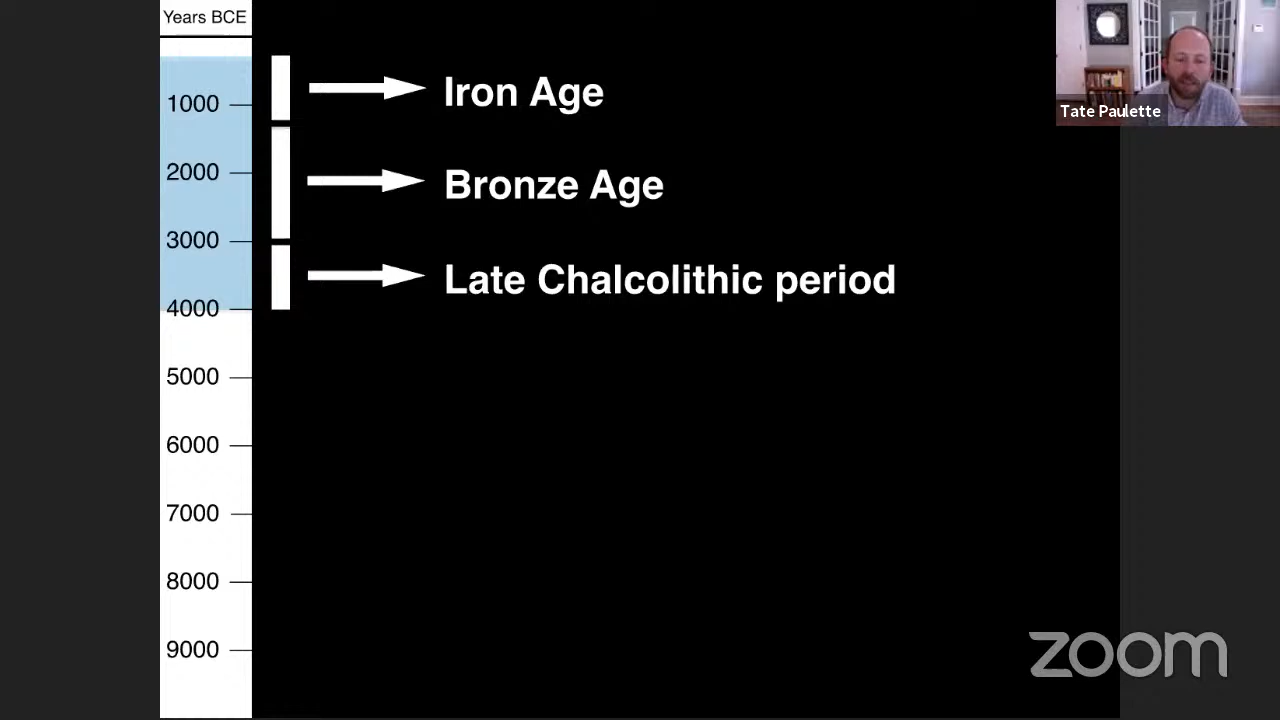 Years BCE
1000
2000
3000
4000
5000
6000
7000
8000
9000
Iron Age
Bronze Age
Late Chalcolithic period
Tate Paulette
zoom